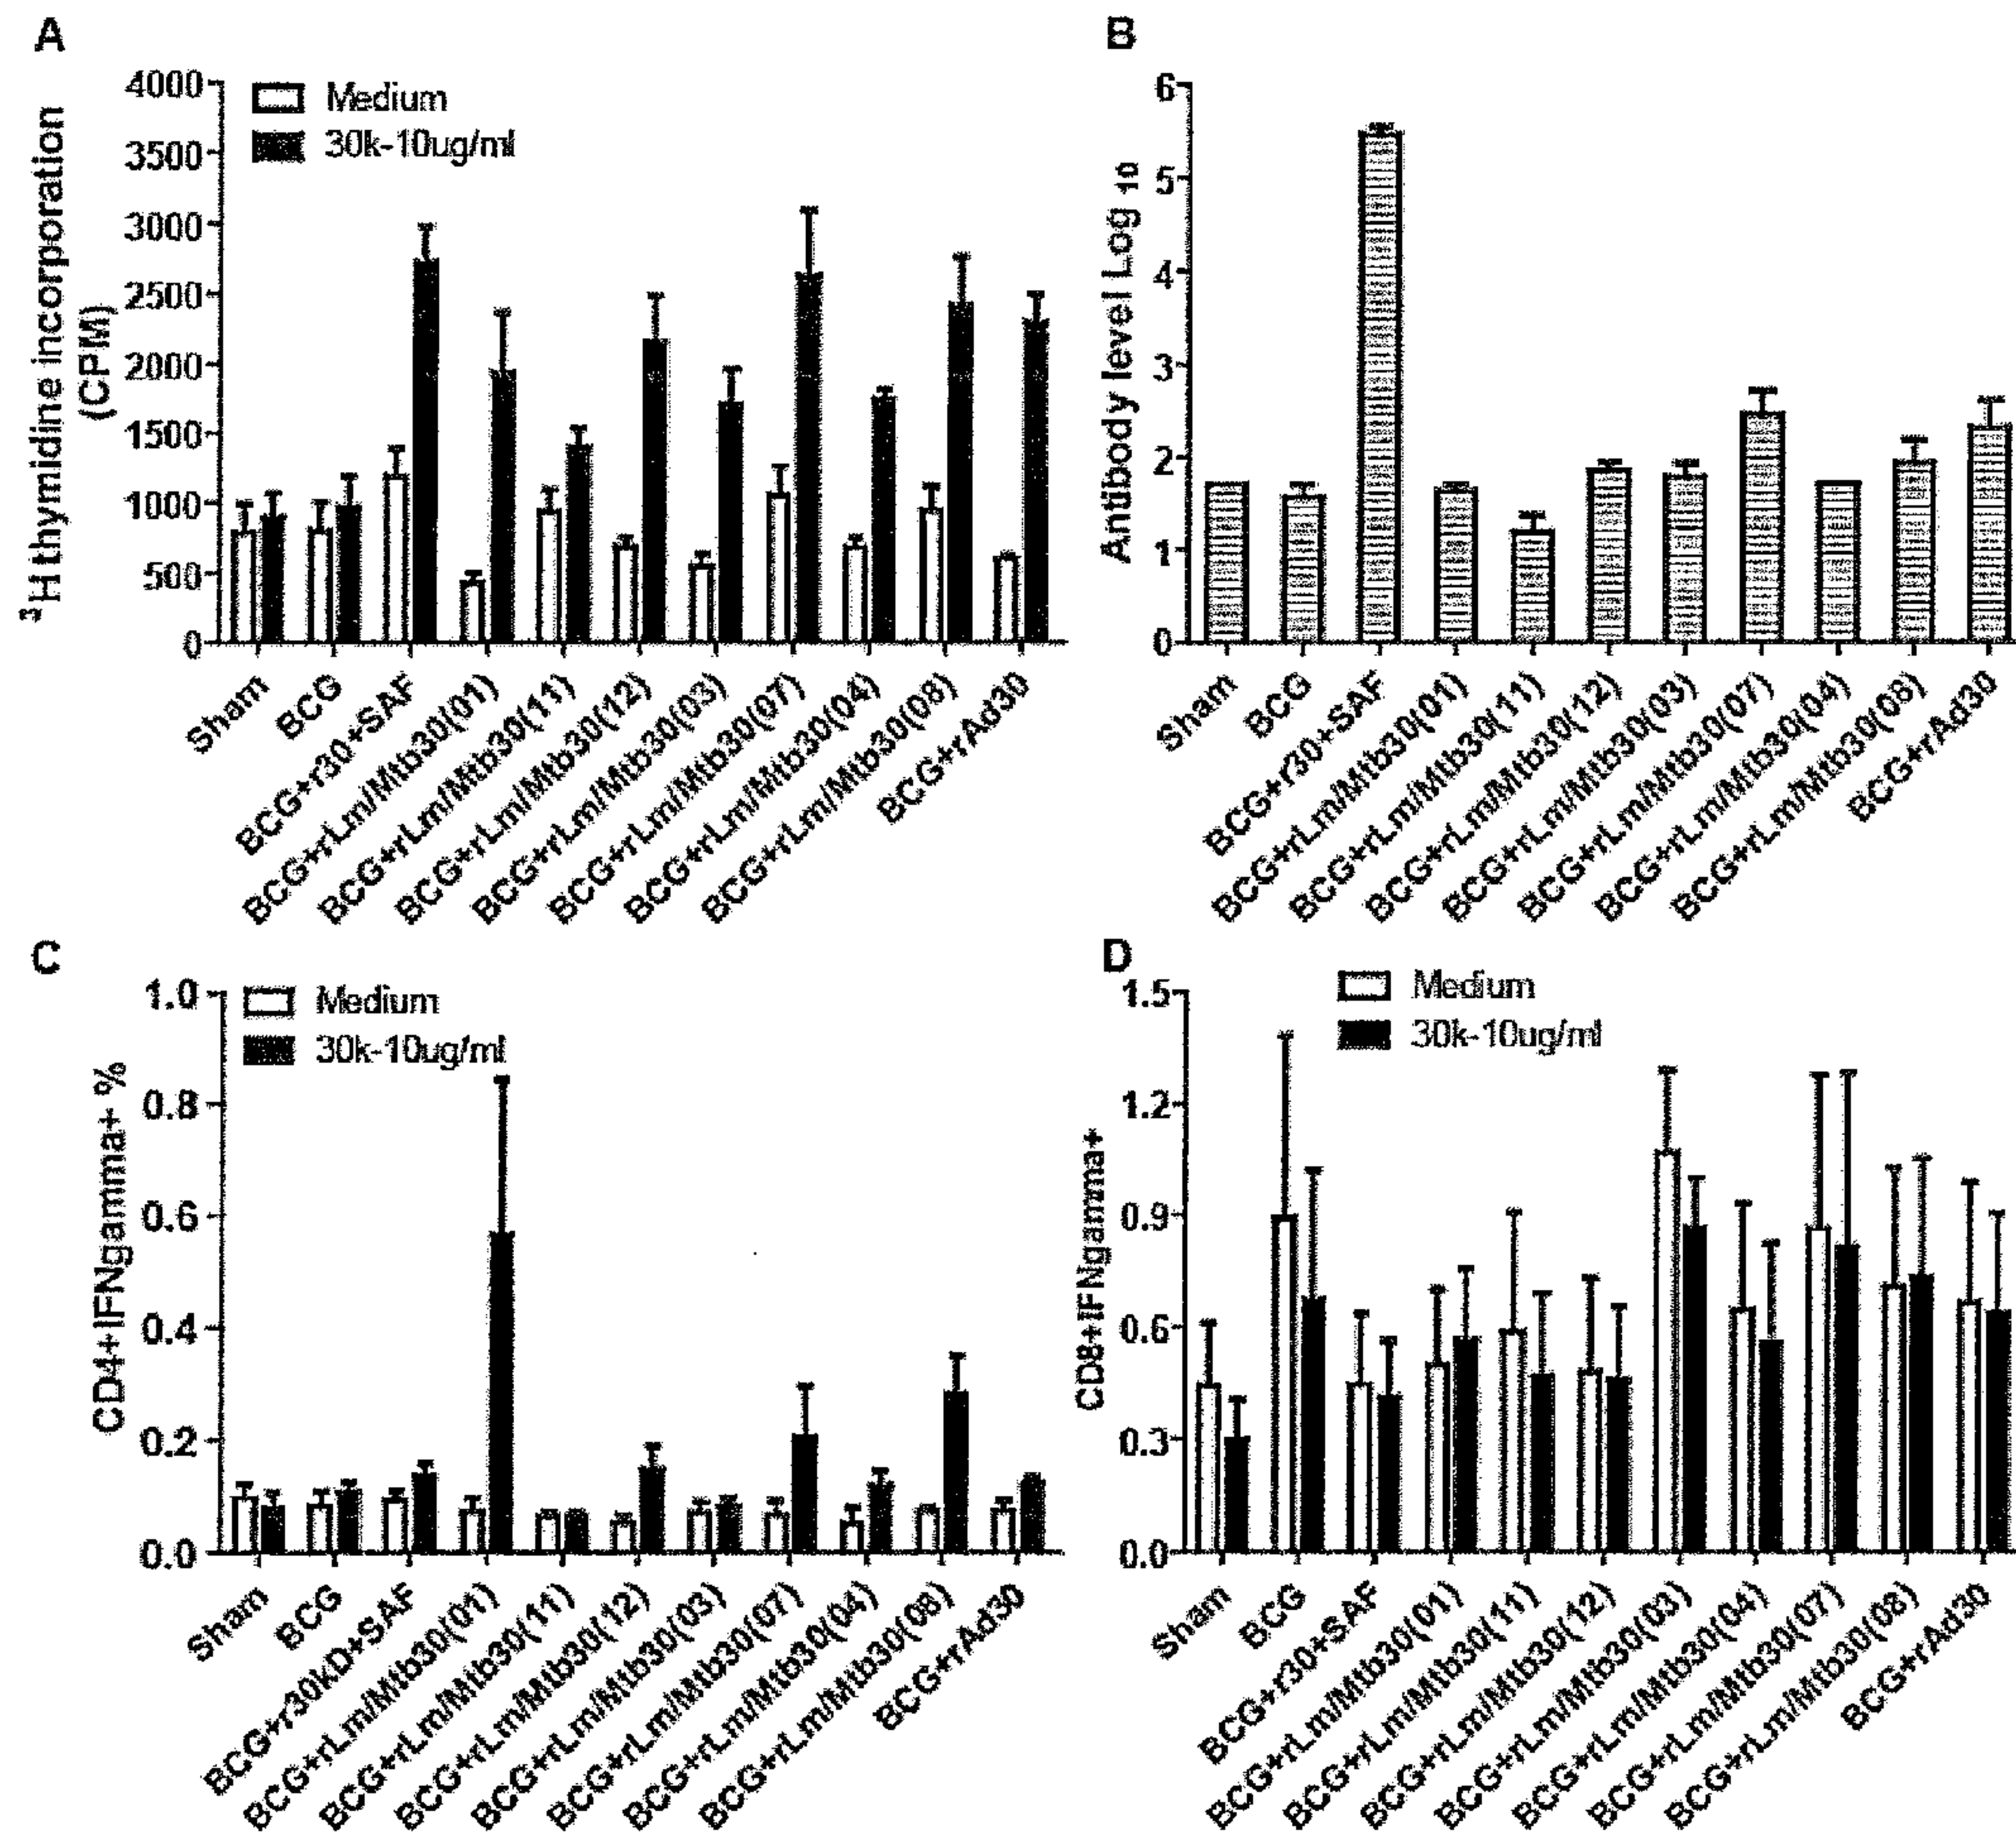 A
4000
3500
3000
2500
2000
1500
1000
500
0
³H thymidine incorporation
(CPM)
Medium
30k-10ug/ml
Sham
BCG
BCG+r30+SAF
BCG+rLm/Mtb30(01)
BCG+rLm/Mtb30(11)
BCG+rLm/Mtb30(12)
BCG+rLm/Mtb30(03)
BCG+rLm/Mtb30(07)
BCG+rLm/Mtb30(04)
BCG+rLm/Mtb30(08)
BCG+rAd30
B
6
5
4
3
2
1
0
Antibody level Log 10
Sham
BCG
BCG+r30+SAF
BCG+rLm/Mtb30(01)
BCG+rLm/Mtb30(11)
BCG+rLm/Mtb30(12)
BCG+rLm/Mtb30(03)
BCG+rLm/Mtb30(07)
BCG+rLm/Mtb30(04)
BCG+rLm/Mtb30(08)
BCG+rAd30
C
1.0
0.8
0.6
0.4
0.2
0.0
CD4+IFNgamma+ %
Medium
30k-10ug/ml
Sham
BCG
BCG+r30KD+SAF
BCG+rLm/Mtb30(01)
BCG+rLm/Mtb30(11)
BCG+rLm/Mtb30(12)
BCG+rLm/Mtb30(03)
BCG+rLm/Mtb30(07)
BCG+rLm/Mtb30(04)
BCG+rLm/Mtb30(08)
BCG+rAd30
D
1.5
1.2
0.9
0.6
0.3
0.0
CD8+IFNgamma+
Medium
30k-10ug/ml
Sham
BCG
BCG+r30+SAF
BCG+rLm/Mtb30(01)
BCG+rLm/Mtb30(11)
BCG+rLm/Mtb30(12)
BCG+rLm/Mtb30(03)
BCG+rLm/Mtb30(04)
BCG+rLm/Mtb30(07)
BCG+rLm/Mtb30(08)
BCG+rAd30